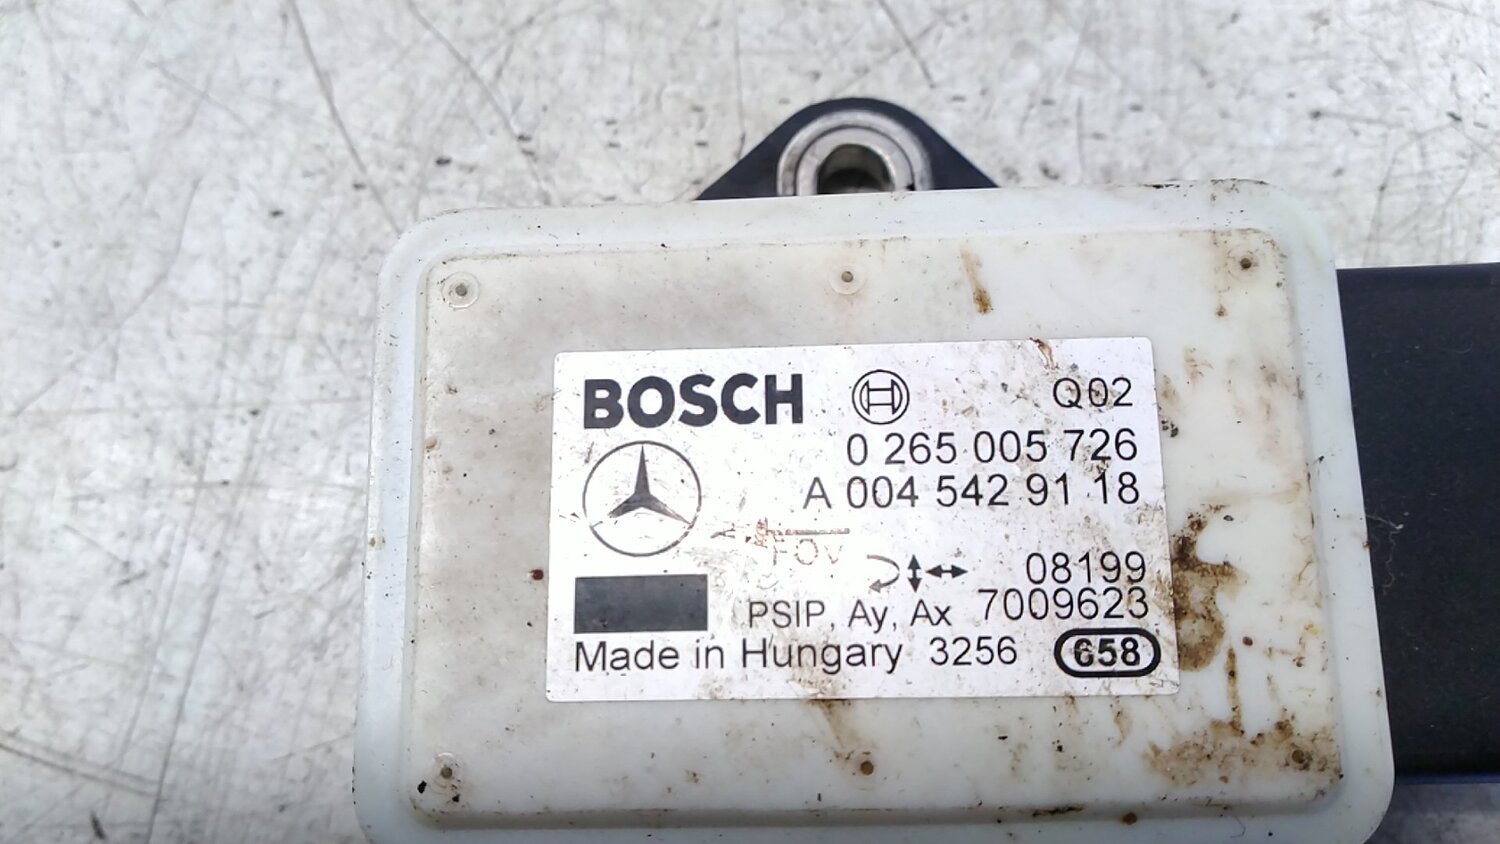 BOSCH Q02
0 265 005 726
A 004 542 91 18
FOV
08199
PSIP, Ay, Ax 7009623
Made in Hungary 3256 658